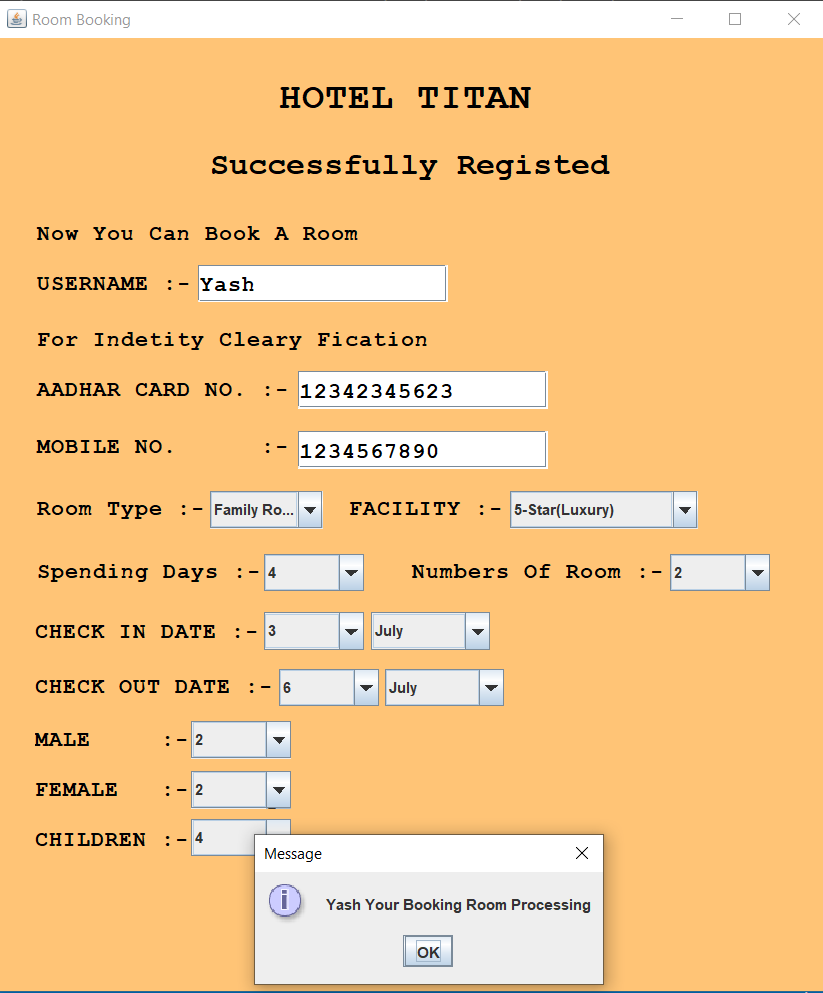 Room Booking
HOTEL TITAN
Successfully Registed
Now You Can Book A Room
USERNAME :- Yash
For Indetity Cleary Fication
AADHAR CARD NO. :- 12342345623
MOBILE NO. :- 1234567890
Room Type :- Family Ro... FACILITY :- 5-Star(Luxury)
Spending Days :- 4 Numbers Of Room :- 2
CHECK IN DATE :- 3 July
CHECK OUT DATE :- 6 July
MALE :- 2
FEMALE :- 2
CHILDREN :- 4
Message
Yash Your Booking Room Processing
OK